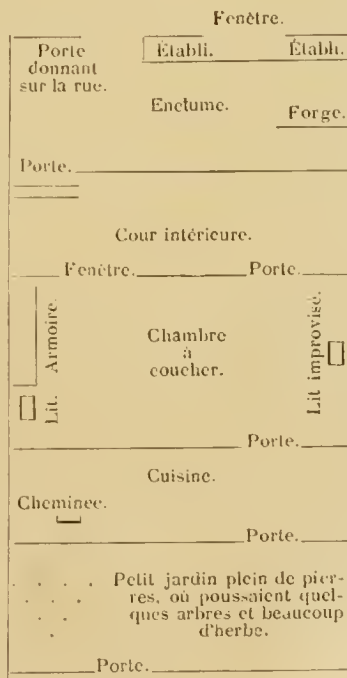 Fenêtre.
Porte
donnant
sur la rue.
Établi. Établi.
Enclume.
Forge.
Porte.
Cour intérieure.
Fenêtre. Porte.
Armoire.
Lit.
Chambre
à
coucher.
Lit improvisé.
Porte.
Cuisine.
Cheminée.
Porte.
Petit jardin plein de pier-
res, où poussaient quel-
ques arbres et beaucoup
d'herbe.
Porte.